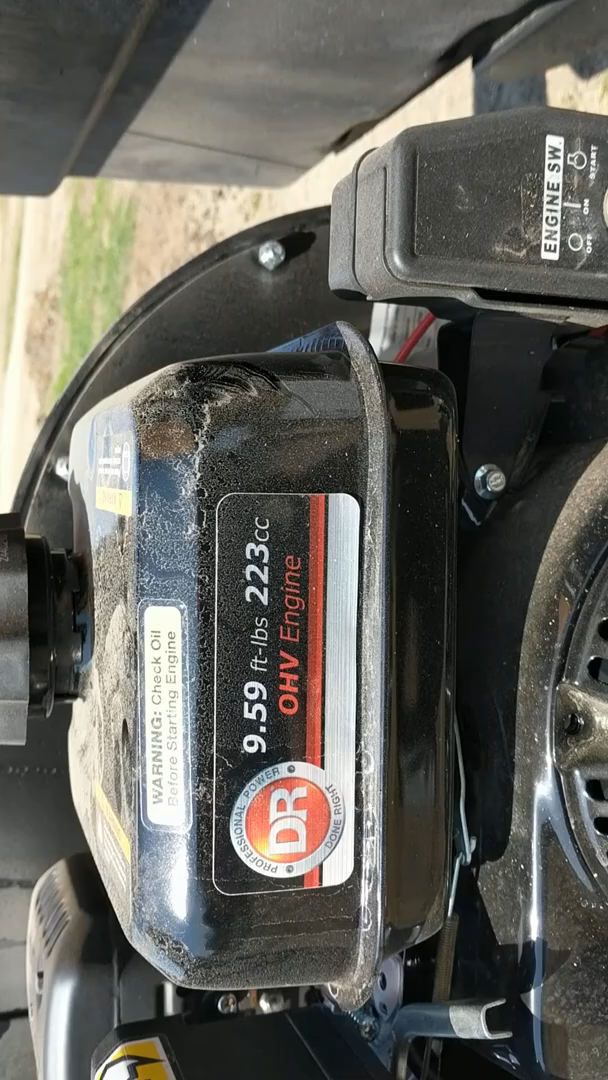 WARNING: Check Oil
Before Starting Engine
9.59 ft-lbs 223cc
OHV Engine
PROFESSIONAL POWER
DR
DONE RIGHT
ENGINE SW.
OFF ON START